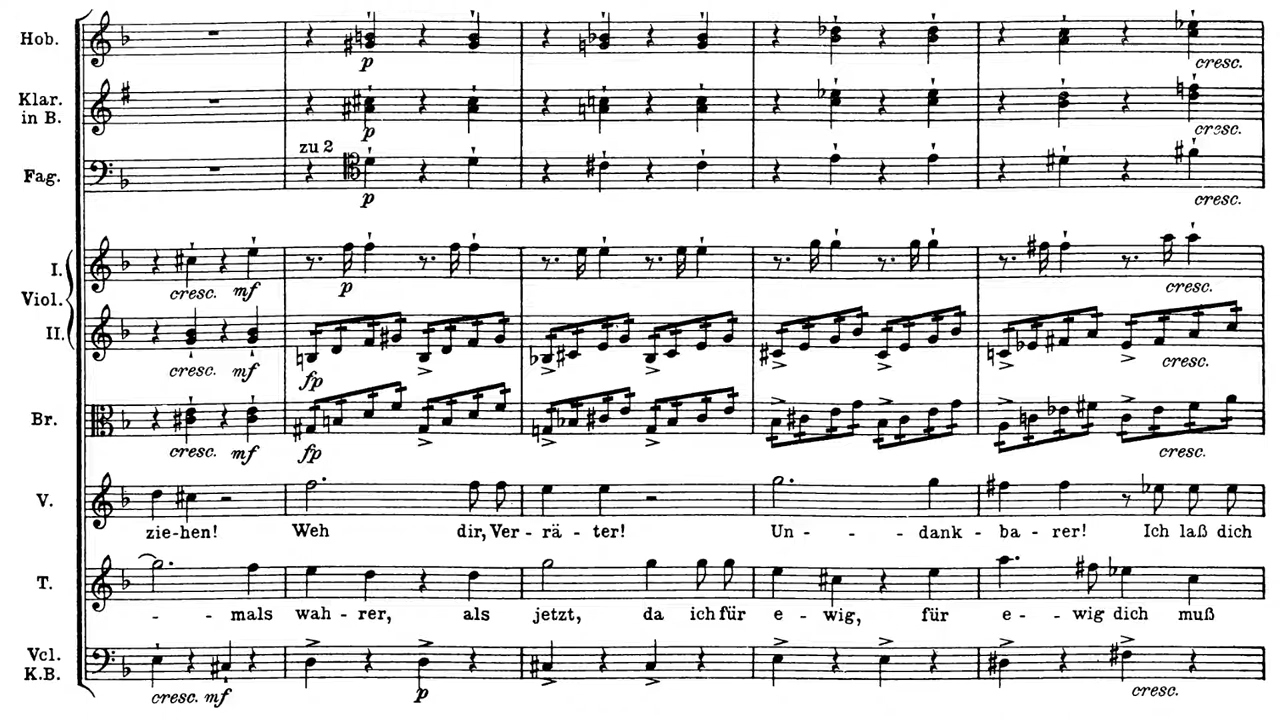 Hob.
p
cresc.
Klar.
in B.
p
cresc.
zu 2
Fag.
p
cresc.
I.
cresc. mf
p
cresc.
Viol.
II.
cresc. mf
fp
cresc.
Br.
cresc. mf
fp
cresc.
V.
zie-hen! Weh dir, Ver - rä - ter! Un - - - dank - ba - rer! Ich laß dich
T.
- - mals wah - rer, als jetzt, da ich für e - wig, für e - - wig dich muß
Vcl.
K.B.
cresc. mf
p
cresc.